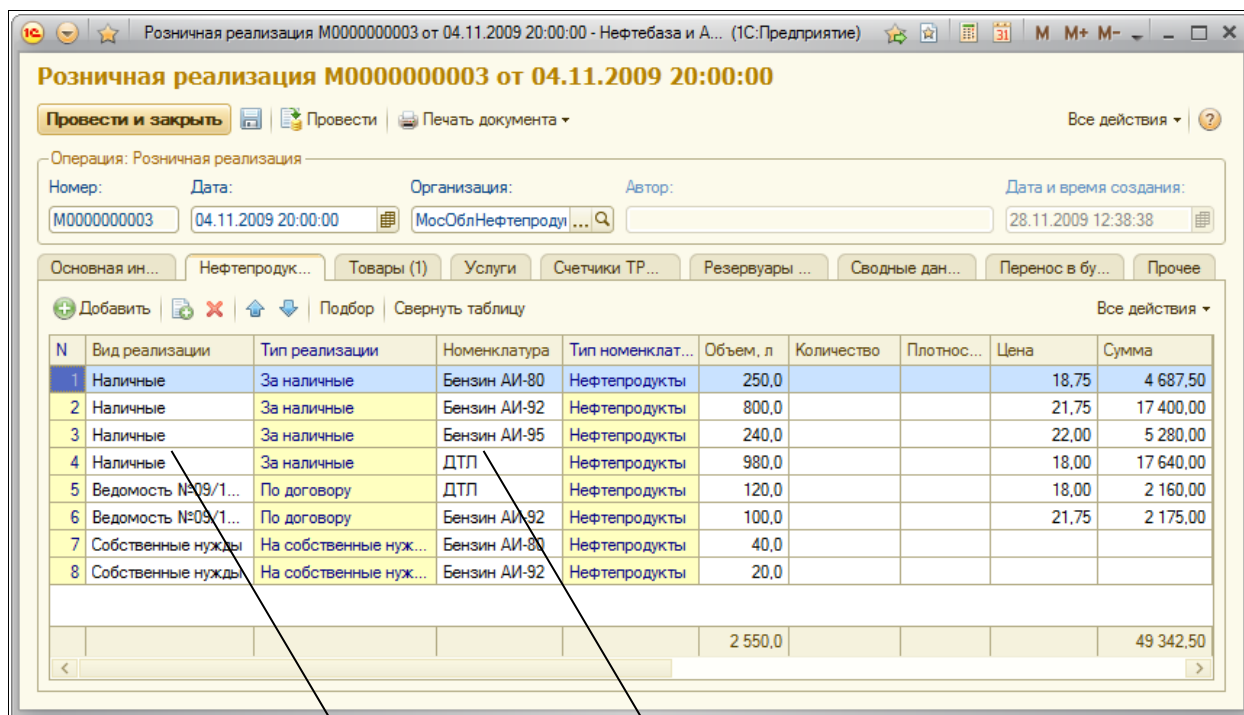 Розничная реализация М0000000003 от 04.11.2009 20:00:00 - Нефтебаза и А... (1С:Предприятие) 31 M M+ M-
Розничная реализация М0000000003 от 04.11.2009 20:00:00
Провести и закрыть Провести Печать документа Все действия ?
Операция: Розничная реализация
Номер: Дата: Организация: Автор: Дата и время создания:
М0000000003 04.11.2009 20:00:00 МосОблНефтепроду ... 28.11.2009 12:38:38
Основная ин... Нефтепродук... Товары (1) Услуги Счетчики ТР... Резервуары ... Сводные дан... Перенос в бу... Прочее
Добавить Подбор Свернуть таблицу Все действия
N Вид реализации Тип реализации Номенклатура Тип номенклат... Объем, л Количество Плотнос... Цена Сумма
1 Наличные За наличные Бензин АИ-80 Нефтепродукты 250,0 18,75 4 687,50
2 Наличные За наличные Бензин АИ-92 Нефтепродукты 800,0 21,75 17 400,00
3 Наличные За наличные Бензин АИ-95 Нефтепродукты 240,0 22,00 5 280,00
4 Наличные За наличные ДТЛ Нефтепродукты 980,0 18,00 17 640,00
5 Ведомость №09/1... По договору ДТЛ Нефтепродукты 120,0 18,00 2 160,00
6 Ведомость №09/1... По договору Бензин АИ-92 Нефтепродукты 100,0 21,75 2 175,00
7 Собственные нужды На собственные нуж... Бензин АИ-80 Нефтепродукты 40,0
8 Собственные нужды На собственные нуж... Бензин АИ-92 Нефтепродукты 20,0
2 550,0 49 342,50